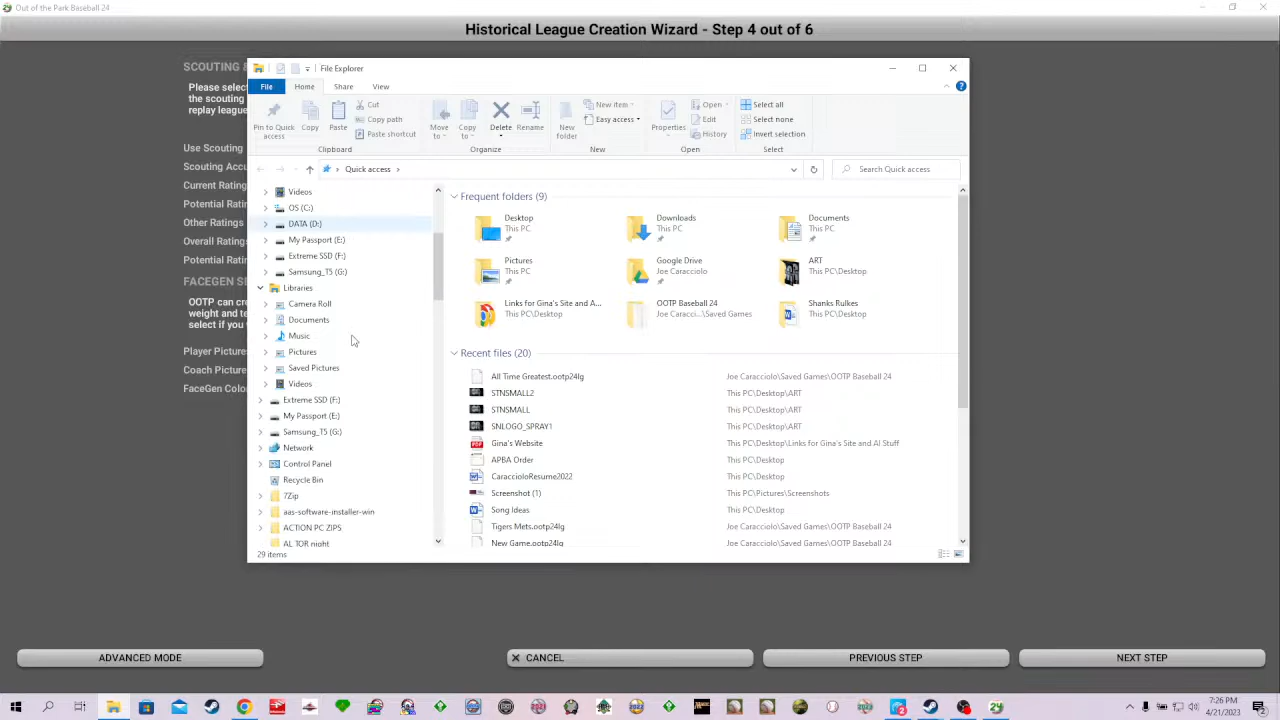 Out of the Park Baseball 24
Historical League Creation Wizard - Step 4 out of 6
SCOUTING &
Please select
the scouting
replay league
Use Scouting
Scouting Accu
Current Rating
Potential Ratin
Other Ratings
Overall Rating
Potential Ratin
FACEGEN SE
OOTP can cre
weight and te
select if you w
Player Picture
Coach Picture
FaceGen Colo
File Explorer
File
Home
Share
View
Pin to Quick access
Copy
Paste
Cut
Copy path
Paste shortcut
Clipboard
Move to
Copy to
Delete
Rename
Organize
New folder
New item
Easy access
New
Properties
Open
Edit
History
Open
Select all
Select none
Invert selection
Select
Quick access
Search Quick access
Videos
OS (C:)
DATA (D:)
My Passport (E:)
Extreme SSD (F:)
Samsung_T5 (G:)
Libraries
Camera Roll
Documents
Music
Pictures
Saved Pictures
Videos
Extreme SSD (F:)
My Passport (E:)
Samsung_T5 (G:)
Network
Control Panel
Recycle Bin
7Zip
aas-software-installer-win
ACTION PC ZIPS
AL TOR night
Frequent folders (9)
Desktop
This PC
Downloads
This PC
Documents
This PC
Pictures
This PC
Google Drive
Joe Caracciolo
ART
This PC\Desktop
Links for Gina's Site and A...
This PC\Desktop
OOTP Baseball 24
Joe Caracci...\Saved Games
Shanks Rulkes
This PC\Desktop
Recent files (20)
All Time Greatest.ootp24lg Joe Caracciolo\Saved Games\OOTP Baseball 24
STNSMALL2 This PC\Desktop\ART
STNSMALL This PC\Desktop\ART
SNLOGO_SPRAY1 This PC\Desktop\ART
Gina's Website This PC\Desktop\Links for Gina's Site and AI Stuff
APBA Order This PC\Desktop
CaraccioloResume2022 This PC\Desktop
Screenshot (1) This PC\Pictures\Screenshots
Song Ideas This PC\Desktop
Tigers Mets.ootp24lg Joe Caracciolo\Saved Games\OOTP Baseball 24
New Game.ootp24lg Joe Caracciolo\Saved Games\OOTP Baseball 24
29 items
ADVANCED MODE
CANCEL
PREVIOUS STEP
NEXT STEP
7:26 PM
4/21/2023